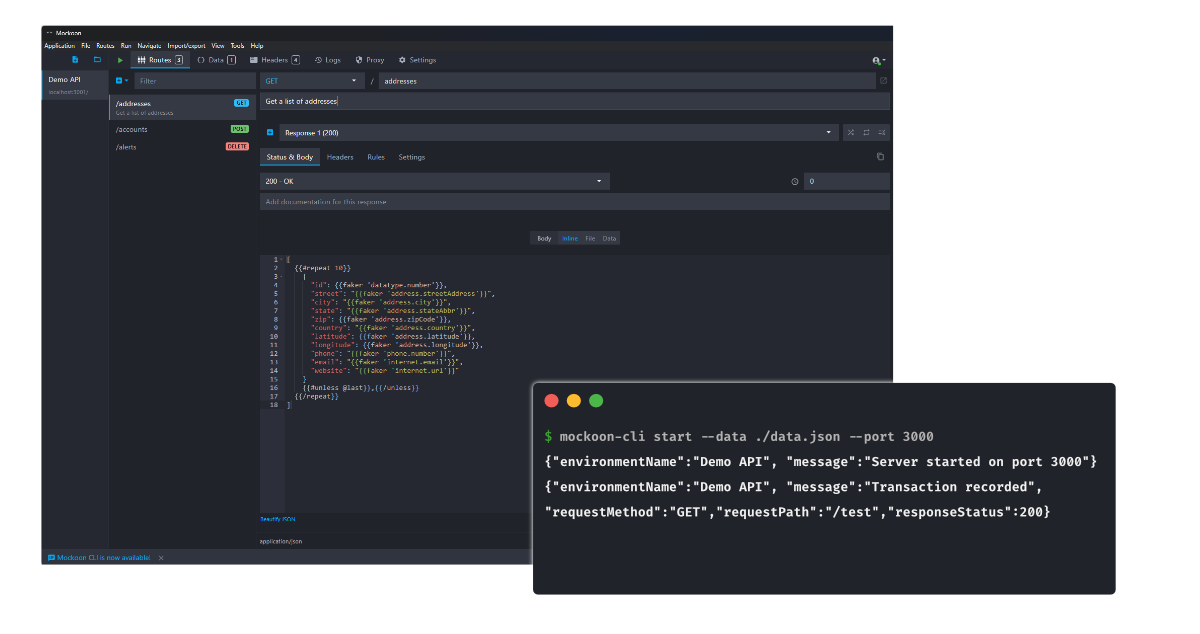 Mockoon
Application File Routes Run Navigate Import/export View Tools Help
Routes 3 Data 1 Headers 4 Logs Proxy Settings
Demo API
localhost:3001/
Filter
/addresses GET
Get a list of addresses
/accounts POST
/alerts DELETE
GET / addresses
Get a list of addresses
Response 1 (200)
Status & Body Headers Rules Settings
200 - OK 0
Add documentation for this response
Body Inline File Data
1 [
2 {{#repeat 10}}
3 {
4 "id": {{faker 'datatype.number'}},
5 "street": "{{faker 'address.streetAddress'}}",
6 "city": "{{faker 'address.city'}}",
7 "state": "{{faker 'address.stateAbbr'}}",
8 "zip": {{faker 'address.zipCode'}},
9 "country": "{{faker 'address.country'}}",
10 "latitude": {{faker 'address.latitude'}},
11 "longitude": {{faker 'address.longitude'}},
12 "phone": "{{faker 'phone.number'}}",
13 "email": "{{faker 'internet.email'}}",
14 "website": "{{faker 'internet.url'}}"
15 }
16 {{#unless @last}},{{/unless}}
17 {{/repeat}}
18 ]
Beautify JSON
application/json
Mockoon CLI is now available!
$ mockoon-cli start --data ./data.json --port 3000
{"environmentName":"Demo API", "message":"Server started on port 3000"}
{"environmentName":"Demo API", "message":"Transaction recorded",
"requestMethod":"GET","requestPath":"/test","responseStatus":200}